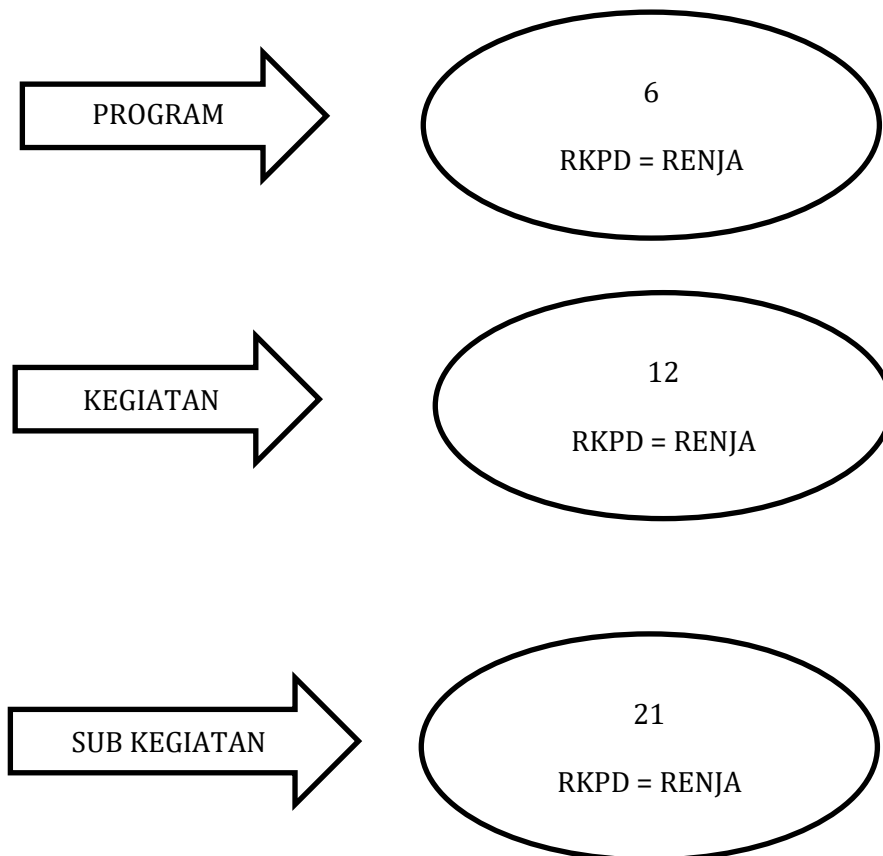 PROGRAM
6
RKPD = RENJA
KEGIATAN
12
RKPD = RENJA
SUB KEGIATAN
21
RKPD = RENJA